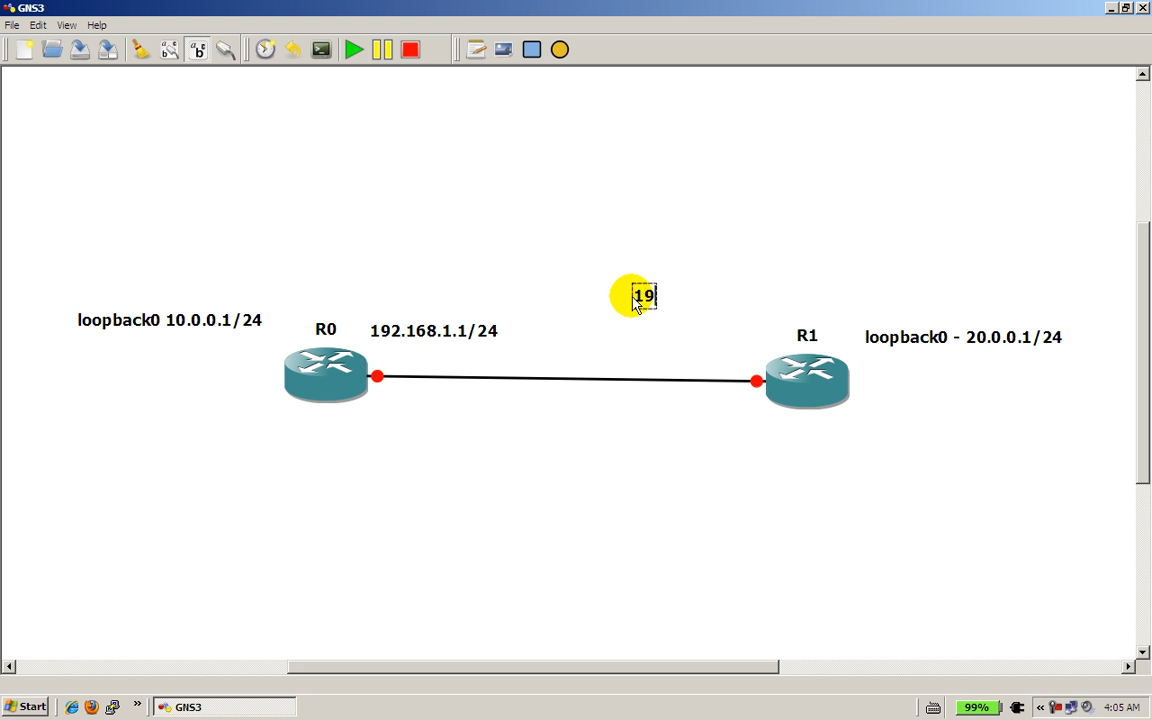 GNS3
File Edit View Help
19
loopback0 10.0.0.1/24
R0
192.168.1.1/24
R1
loopback0 - 20.0.0.1/24
Start
GNS3
99%
4:05 AM